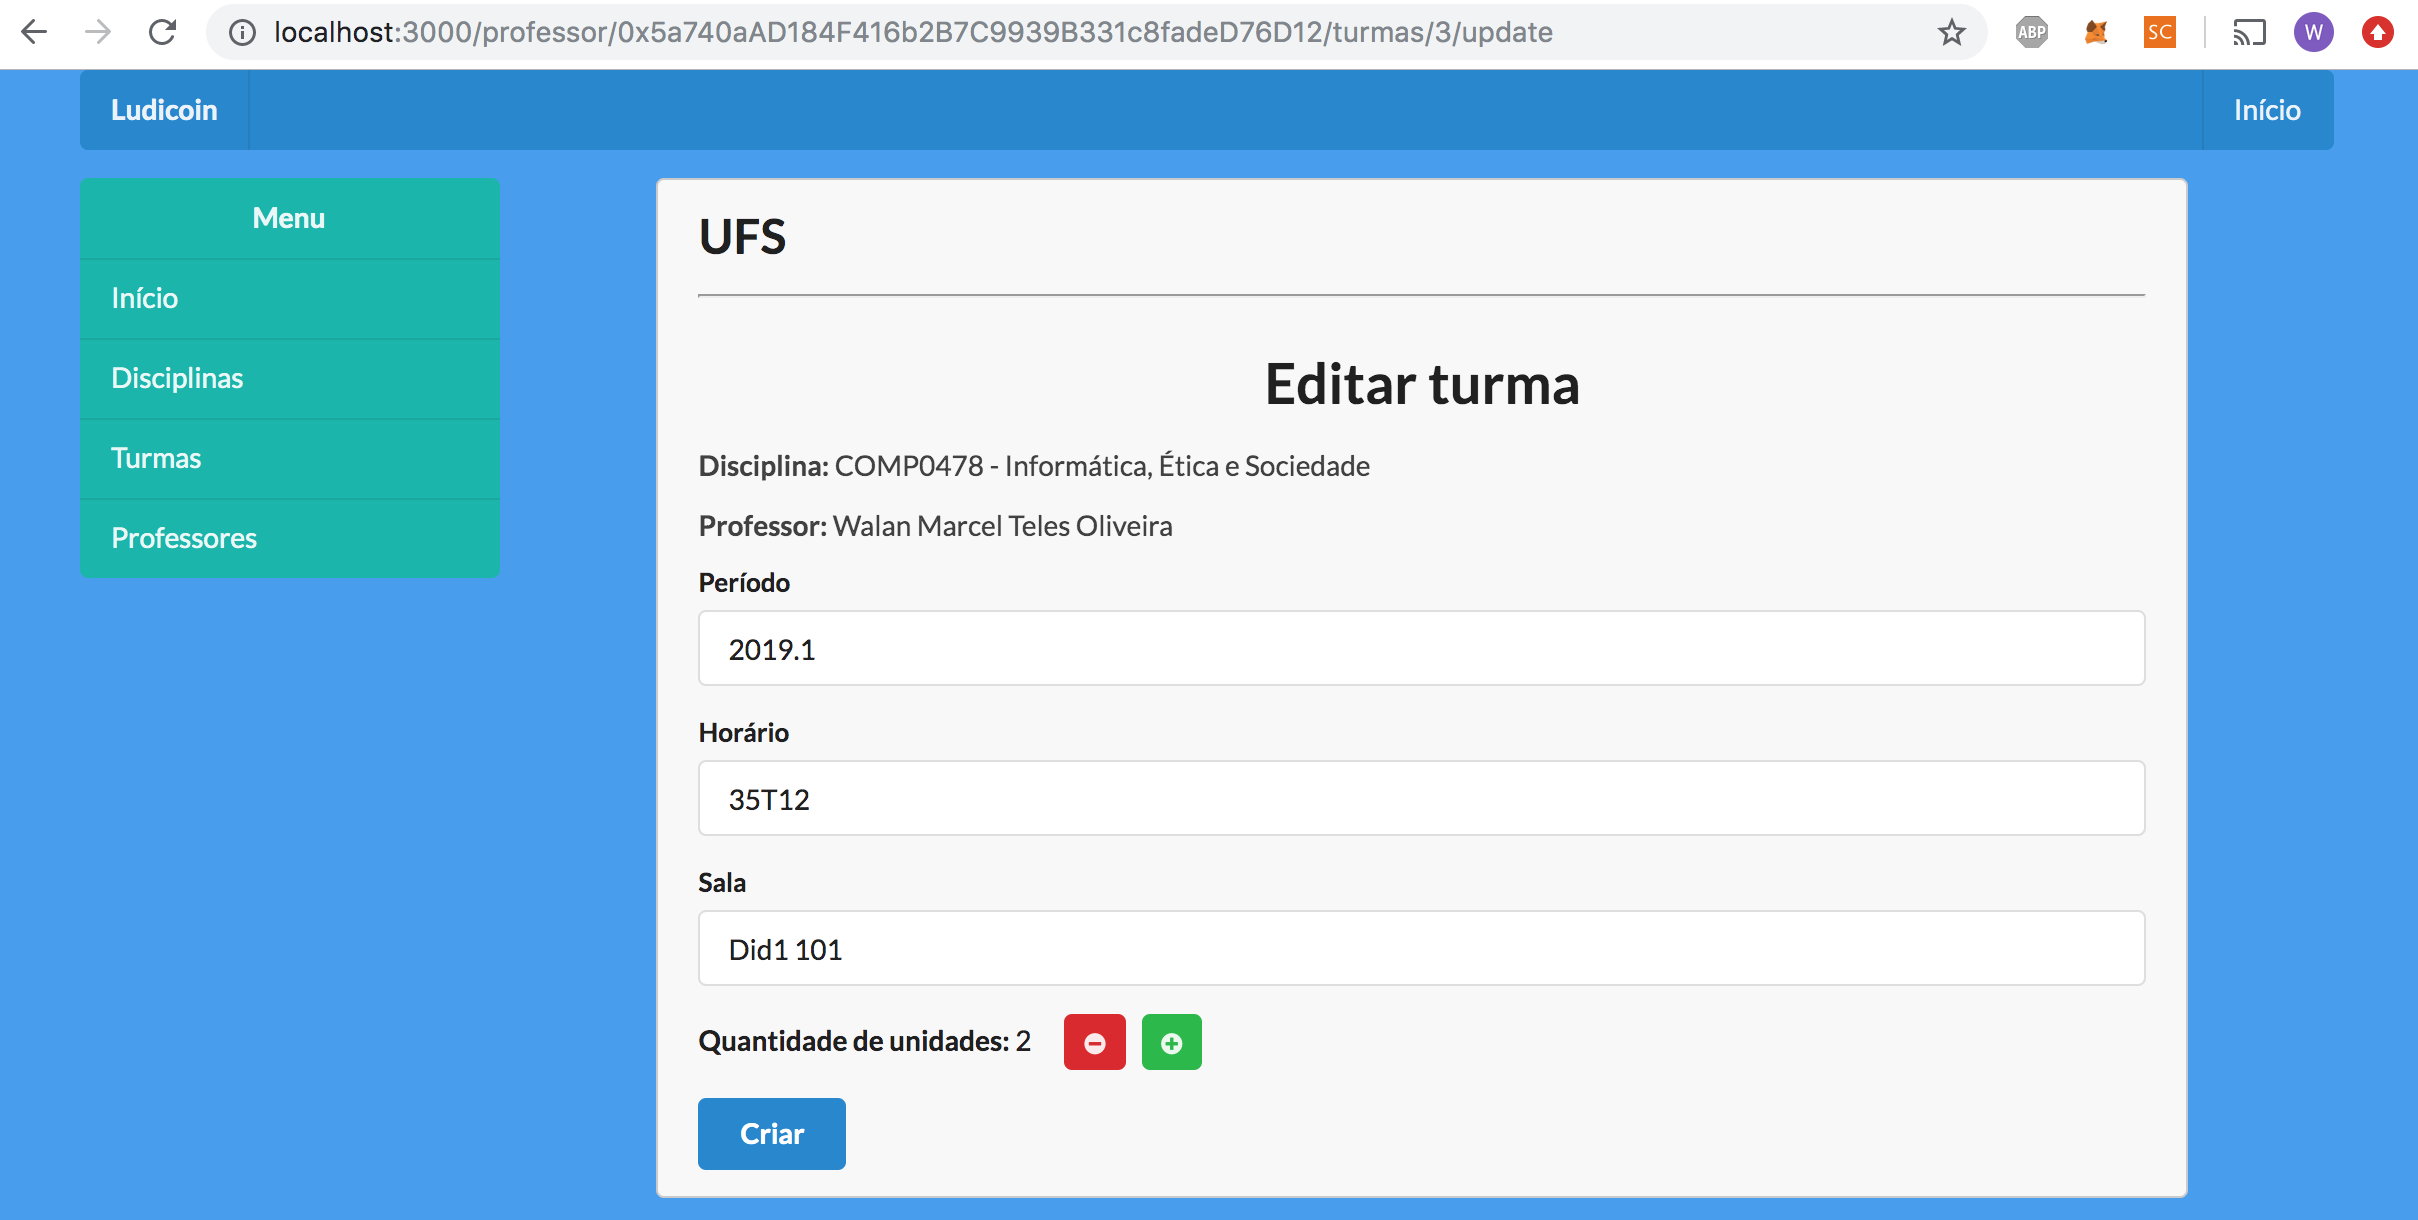 localhost:3000/professor/0x5a740aAD184F416b2B7C9939B331c8fadeD76D12/turmas/3/update
ABP
SC
W
Ludicoin
Início
Menu
Início
Disciplinas
Turmas
Professores
UFS
Editar turma
Disciplina: COMP0478 - Informática, Ética e Sociedade
Professor: Walan Marcel Teles Oliveira
Período
2019.1
Horário
35T12
Sala
Did1 101
Quantidade de unidades: 2
Criar